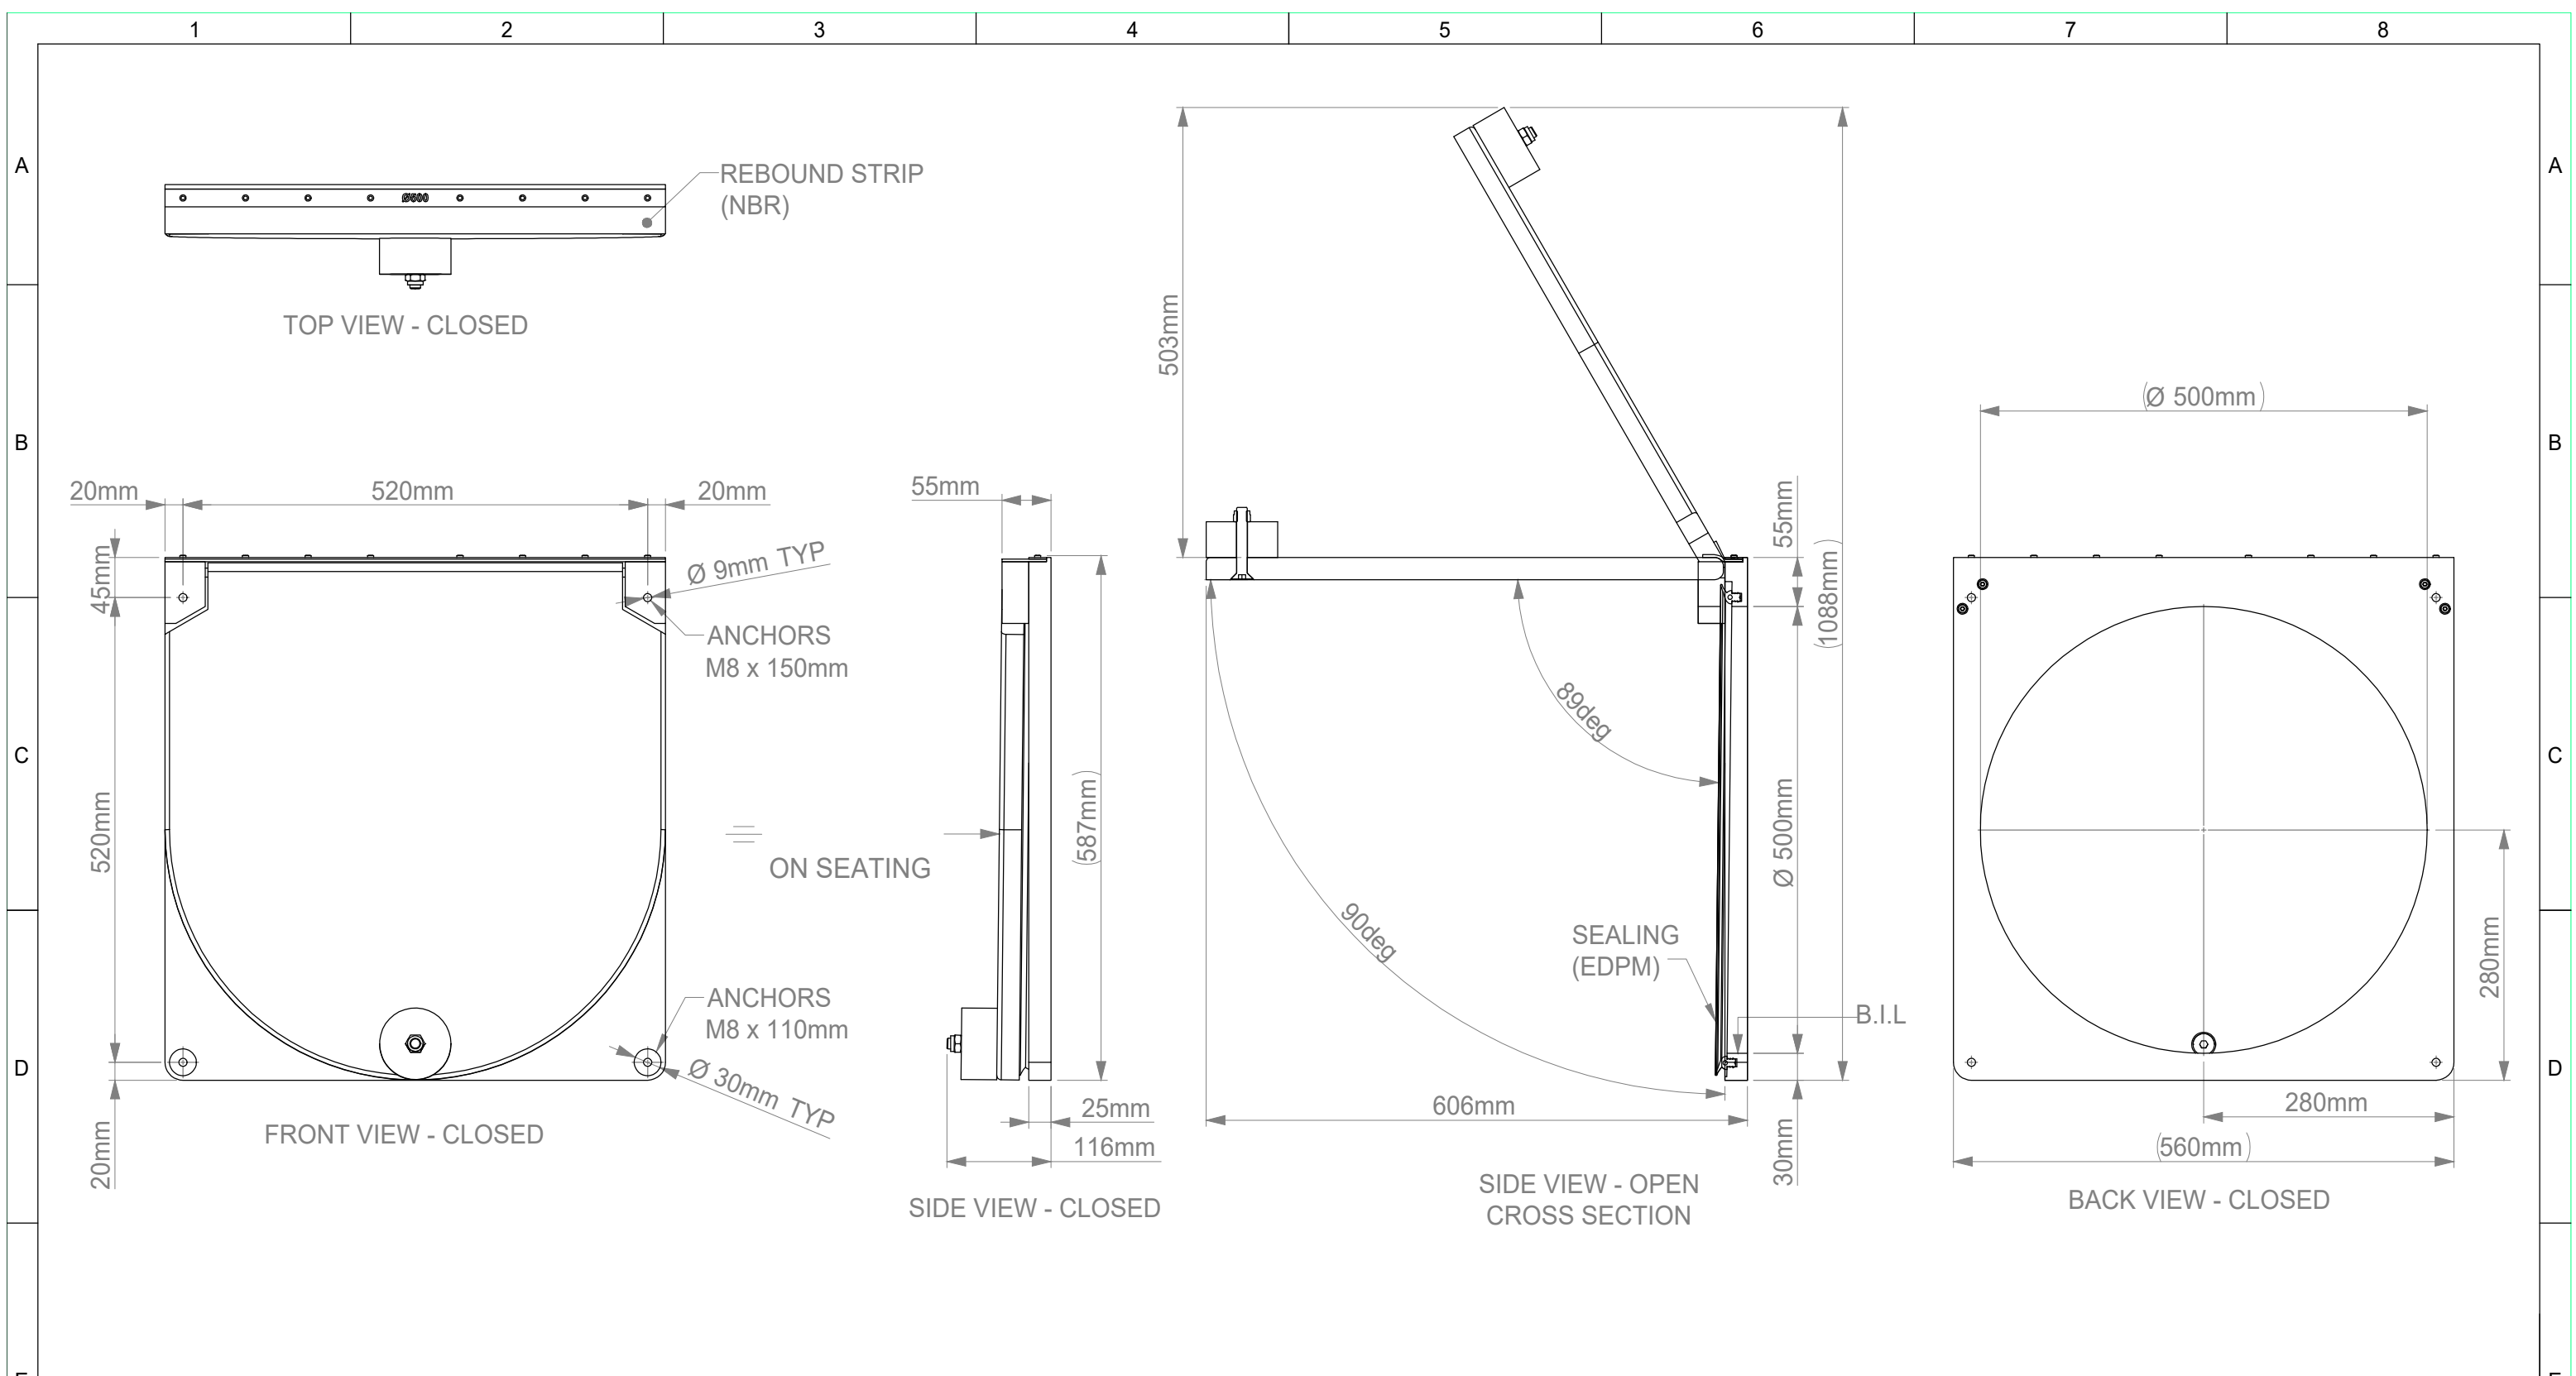 1 2 3 4 5 6 7 8
A A
REBOUND STRIP
(NBR)
Ø500
TOP VIEW - CLOSED
B B
20mm 520mm 20mm
45mm
Ø 9mm TYP
ANCHORS
M8 x 150mm
C C
520mm
ANCHORS
M8 x 110mm
Ø 30mm TYP
D D
20mm
FRONT VIEW - CLOSED
55mm
ON SEATING
(587mm)
25mm
116mm
SIDE VIEW - CLOSED
503mm
55mm
(1088mm)
89deg
90deg
Ø 500mm
SEALING
(EDPM)
B.I.L
606mm
30mm
SIDE VIEW - OPEN
CROSS SECTION
(Ø 500mm)
280mm
280mm
(560mm)
BACK VIEW - CLOSED